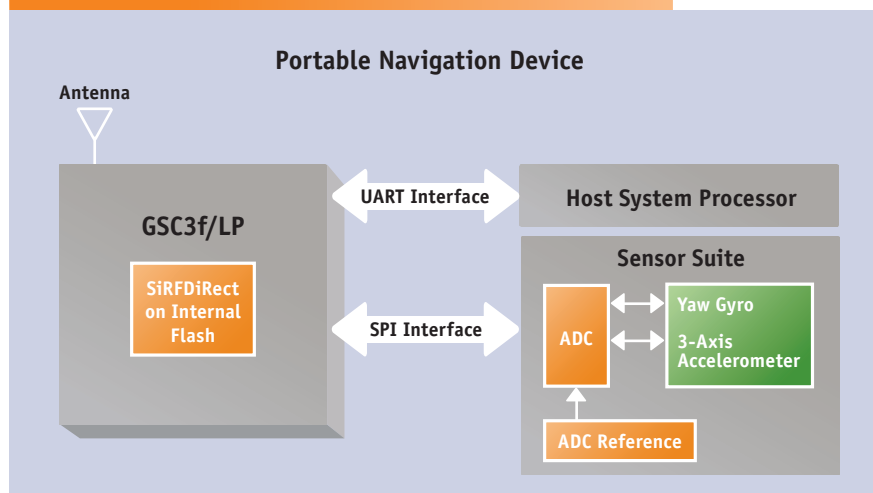 Portable Navigation Device
Antenna
GSC3f/LP
SiRFDiRect
on Internal
Flash
UART Interface
SPI Interface
Host System Processor
Sensor Suite
ADC
Yaw Gyro
3-Axis
Accelerometer
ADC Reference